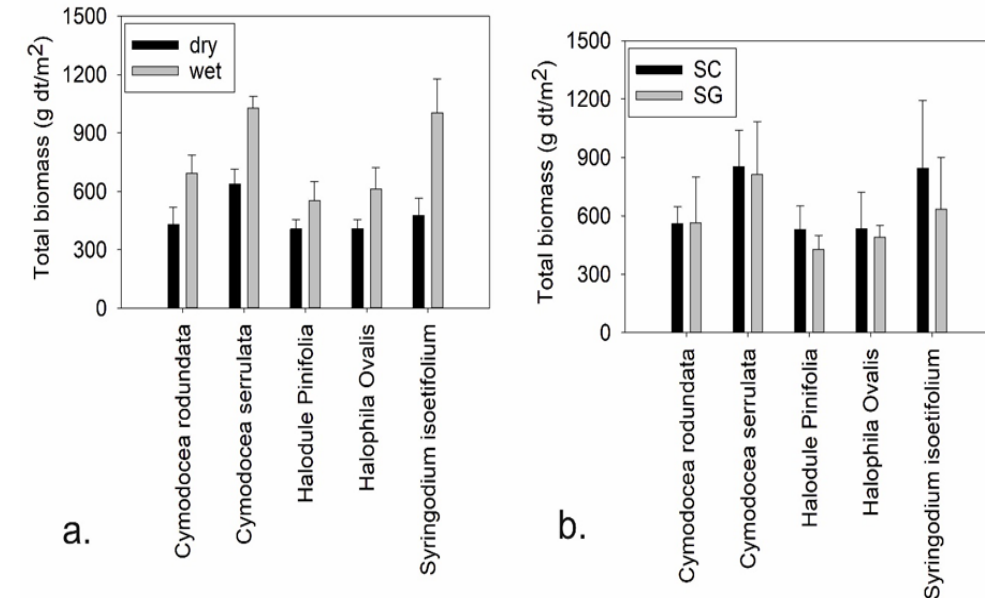 Total biomass (g dt/m2)
1500
1200
900
600
300
0
dry
wet
Cymodocea rodundata
Cymodocea serrulata
Halodule Pinifolia
Halophila Ovalis
Syringodium isoetifolium
a.
Total biomass (g dt/m2)
1500
1200
900
600
300
0
SC
SG
Cymodocea rodundata
Cymodocea serrulata
Halodule Pinifolia
Halophila Ovalis
Syringodium isoetifolium
b.